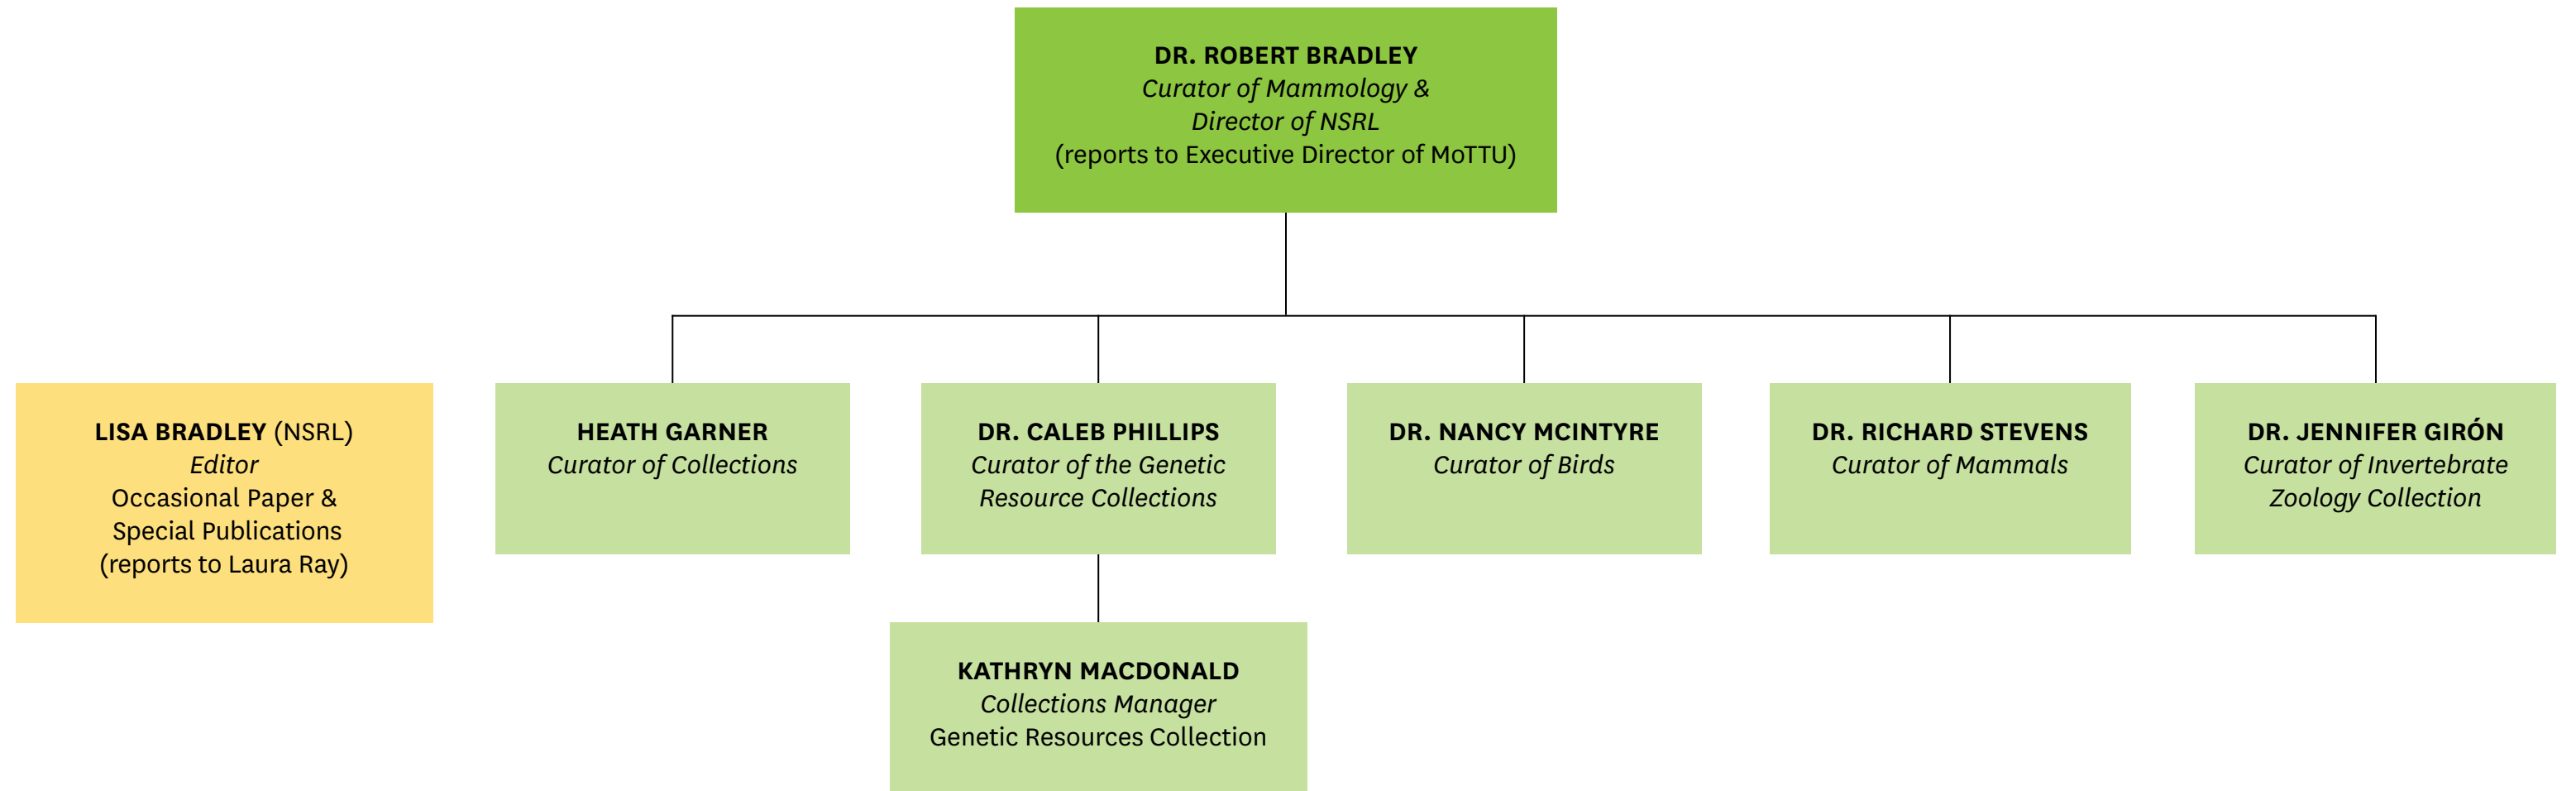 DR. ROBERT BRADLEY
Curator of Mammology &
Director of NSRL
(reports to Executive Director of MoTTU)
LISA BRADLEY (NSRL)
Editor
Occasional Paper &
Special Publications
(reports to Laura Ray)
HEATH GARNER
Curator of Collections
DR. CALEB PHILLIPS
Curator of the Genetic
Resource Collections
DR. NANCY MCINTYRE
Curator of Birds
DR. RICHARD STEVENS
Curator of Mammals
DR. JENNIFER GIRÓN
Curator of Invertebrate
Zoology Collection
KATHRYN MACDONALD
Collections Manager
Genetic Resources Collection